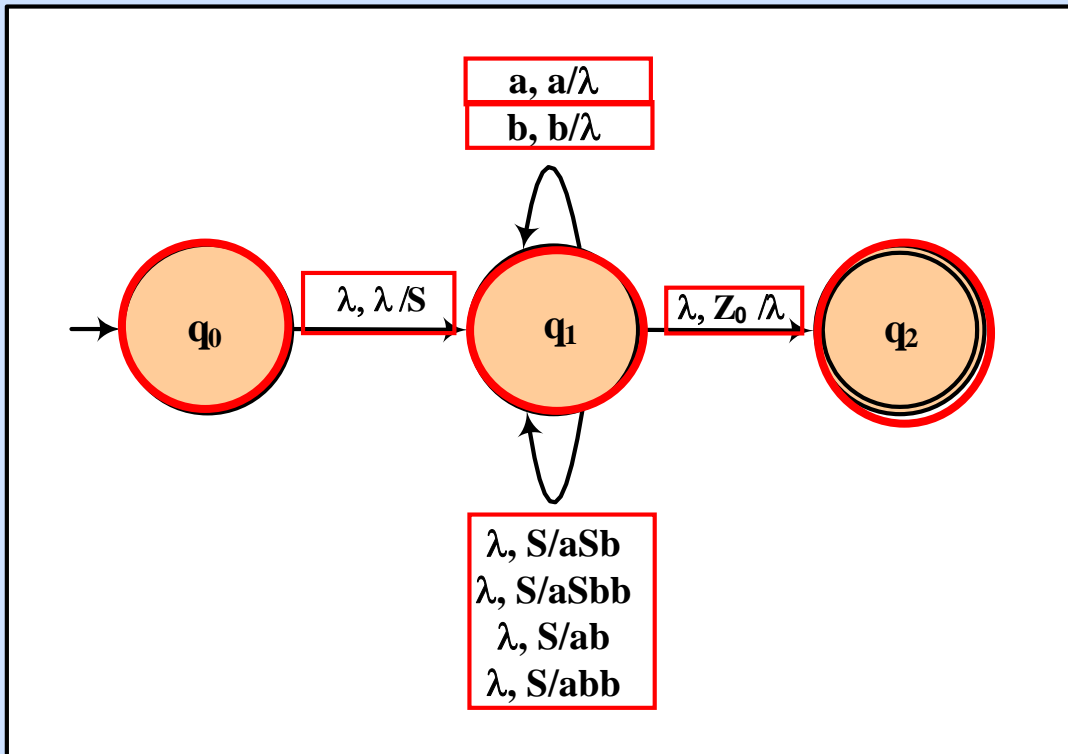 a, a/λ
b, b/λ
q₀
λ, λ /S
q₁
λ, Z₀ /λ
q₂
λ, S/aSb
λ, S/aSbb
λ, S/ab
λ, S/abb